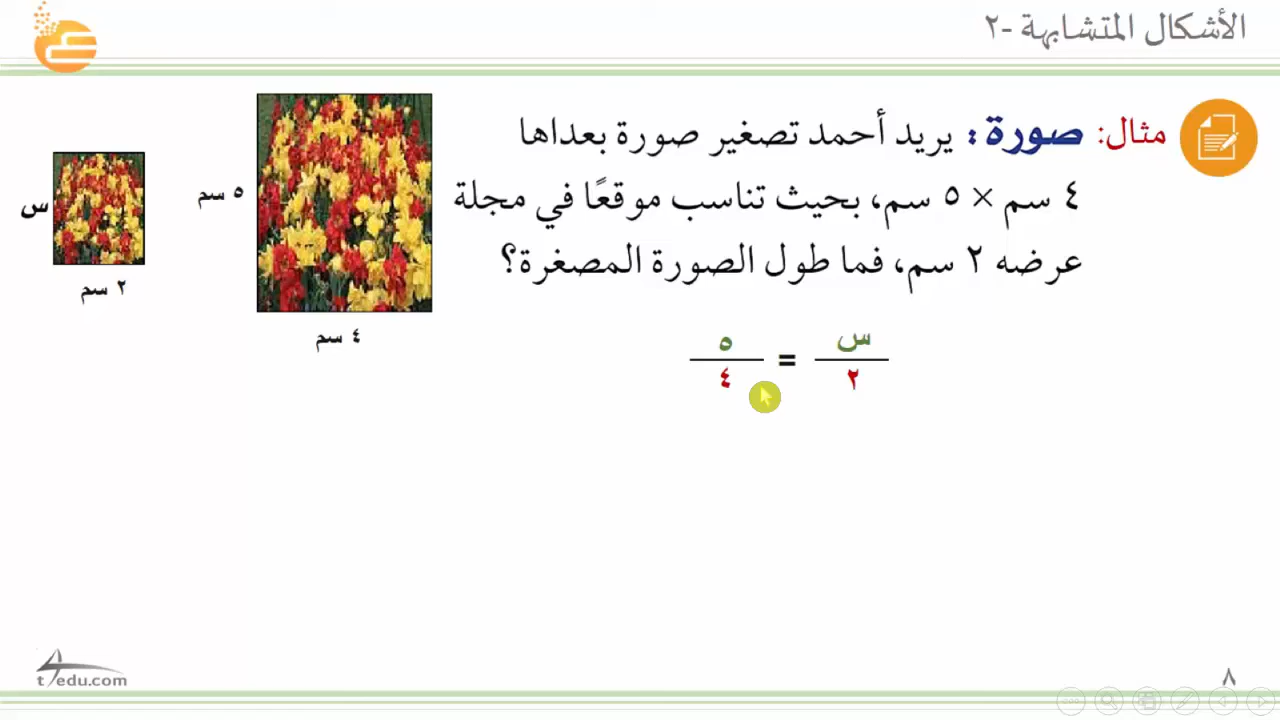 الأشكال المتشابهة -٢
مثال: صورة: يريد أحمد تصغير صورة بعداها
٤ سم × ٥ سم، بحيث تناسب موقعًا في مجلة
عرضه ٢ سم، فما طول الصورة المصغرة؟
٥ سم
س
٤ سم
٢ سم
س = ٥
٢ ٤
t4edu.com
٨